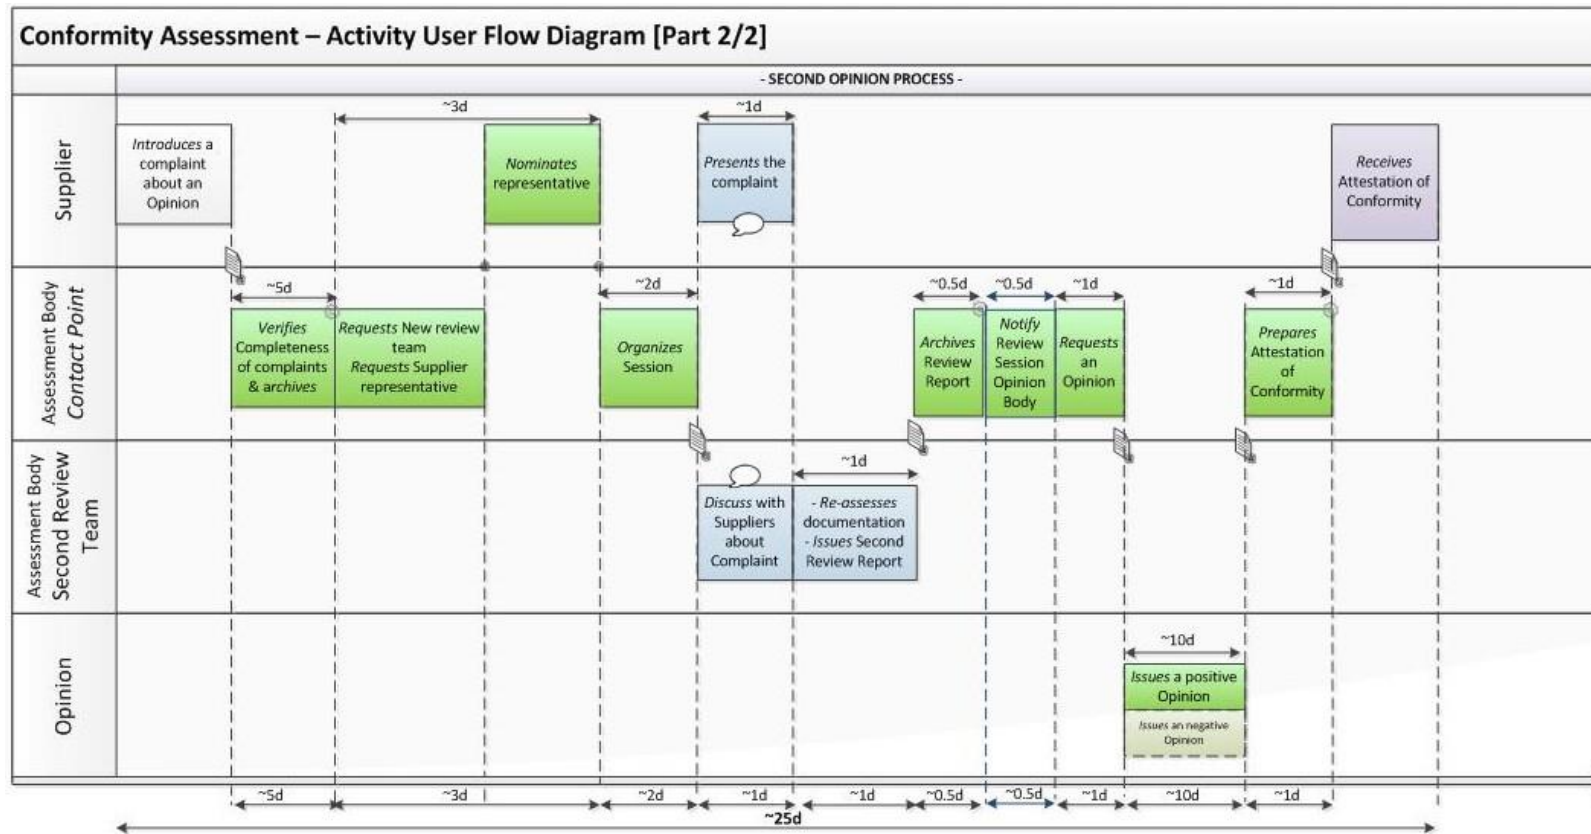 Conformity Assessment – Activity User Flow Diagram [Part 2/2]
- SECOND OPINION PROCESS -
Supplier
Introduces a
complaint
about an
Opinion
~3d
Nominates
representative
~1d
Presents the
complaint
Receives
Attestation of
Conformity
Assessment Body
Contact Point
~5d
Verifies
Completeness
of complaints
& archives
Requests New review
team
Requests Supplier
representative
~2d
Organizes
Session
~0.5d
Archives
Review
Report
~0.5d
Notify
Review
Session
Opinion
Body
~1d
Requests
an
Opinion
~1d
Prepares
Attestation
of
Conformity
Assessment Body
Second Review
Team
Discuss with
Suppliers
about
Complaint
~1d
- Re-assesses
documentation
- Issues Second
Review Report
Opinion
~10d
Issues a positive
Opinion
Issues an negative
Opinion
~5d
~3d
~2d
~1d
~1d
~0.5d
~0.5d
~1d
~10d
~1d
~25d